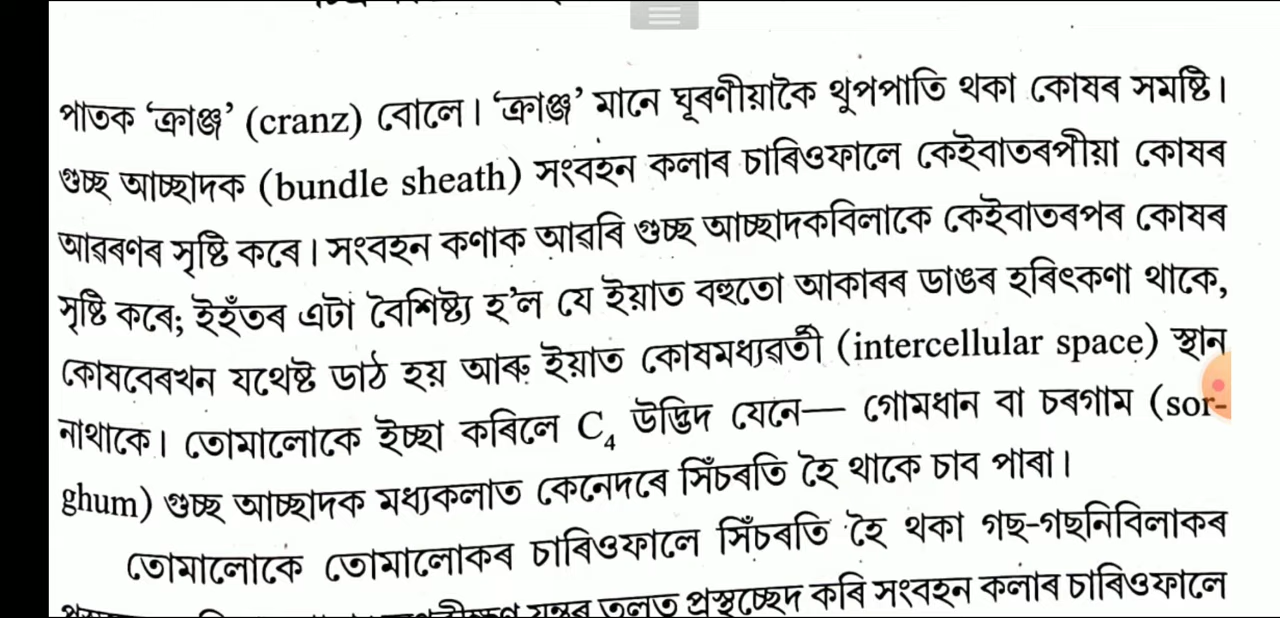 পাতক ‘ক্ৰাঞ্জ’ (cranz) বোলে। ‘ক্ৰাঞ্জ’ মানে ঘূৰণীয়াকৈ থুপপাতি থকা কোষৰ সমষ্টি।
গুচ্ছ আচ্ছাদক (bundle sheath) সংবহন কলাৰ চাৰিওফালে কেইবাতৰপীয়া কোষৰ
আৱৰণৰ সৃষ্টি কৰে। সংবহন কণাক আৱৰি গুচ্ছ আচ্ছাদকবিলাকে কেইবাতৰপৰ কোষৰ
সৃষ্টি কৰে; ইহঁতৰ এটা বৈশিষ্ট্য হ’ল যে ইয়াত বহুতো আকাৰৰ ডাঙৰ হৰিৎকণা থাকে,
কোষবেৰখন যথেষ্ট ডাঠ হয় আৰু ইয়াত কোষমধ্যৱৰ্তী (intercellular space) স্থান
নাথাকে। তোমালোকে ইচ্ছা কৰিলে C₄ উদ্ভিদ যেনে— গোমধান বা চৰগাম (sor-
ghum) গুচ্ছ আচ্ছাদক মধ্যকলাত কেনেদৰে সিঁচৰতি হৈ থাকে চাব পাৰা।
তোমালোকে তোমালোকৰ চাৰিওফালে সিঁচৰতি হৈ থকা গছ-গছনিবিলাকৰ
যন্ত্ৰৰ তলত প্ৰস্থচ্ছেদ কৰি সংবহন কলাৰ চাৰিওফালে